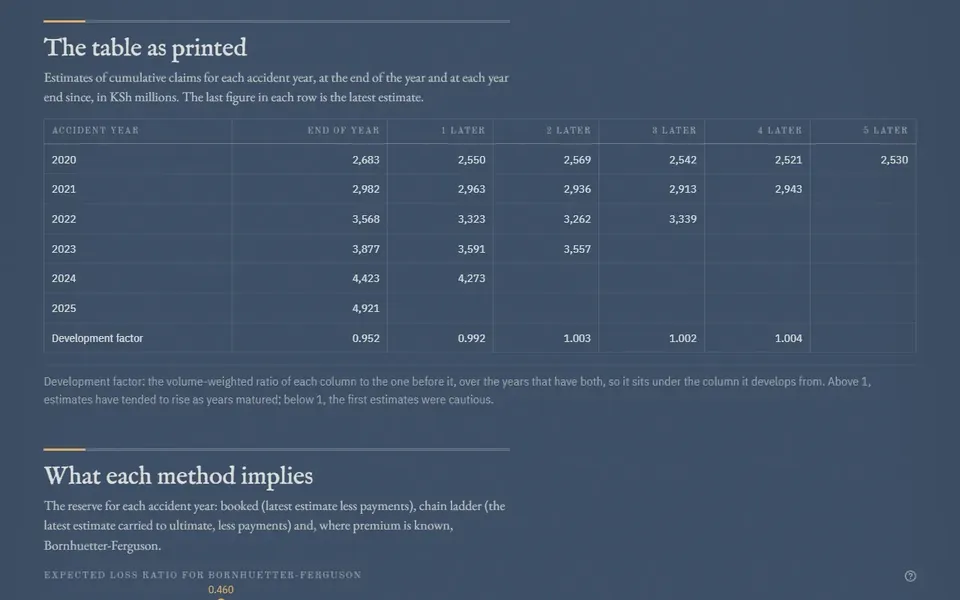 The table as printed
Estimates of cumulative claims for each accident year, at the end of the year and at each year
end since, in KSh millions. The last figure in each row is the latest estimate.
ACCIDENT YEAR END OF YEAR 1 LATER 2 LATER 3 LATER 4 LATER 5 LATER
2020 2,683 2,550 2,569 2,542 2,521 2,530
2021 2,982 2,963 2,936 2,913 2,943
2022 3,568 3,323 3,262 3,339
2023 3,877 3,591 3,557
2024 4,423 4,273
2025 4,921
Development factor 0.952 0.992 1.003 1.002 1.004
Development factor: the volume-weighted ratio of each column to the one before it, over the years that have both, so it sits under the column it develops from. Above 1,
estimates have tended to rise as years matured; below 1, the first estimates were cautious.
What each method implies
The reserve for each accident year: booked (latest estimate less payments), chain ladder (the
latest estimate carried to ultimate, less payments) and, where premium is known,
Bornhuetter-Ferguson.
EXPECTED LOSS RATIO FOR BORNHUETTER-FERGUSON
0.460